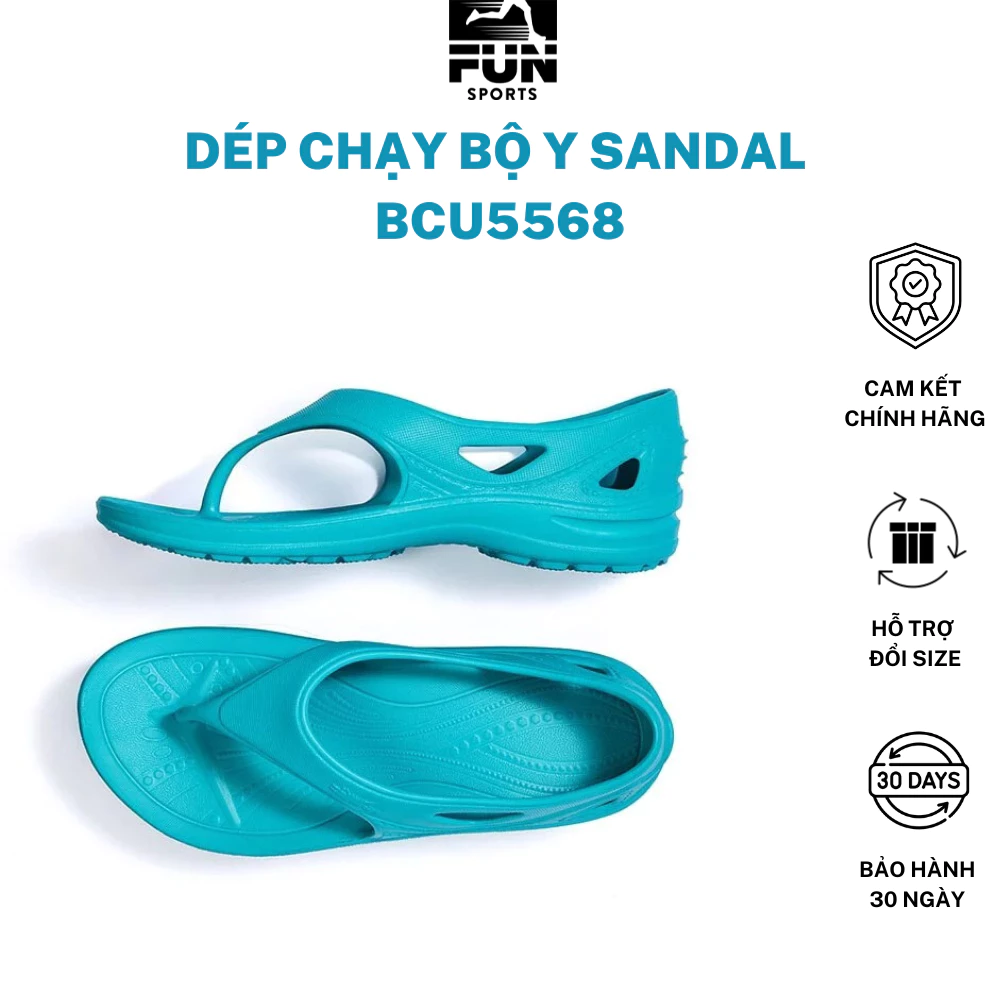 FUN
SPORTS
DÉP CHẠY BỘ Y SANDAL
BCU5568
CAM KẾT
CHÍNH HÃNG
HỖ TRỢ
ĐỔI SIZE
30 DAYS
BẢO HÀNH
30 NGÀY